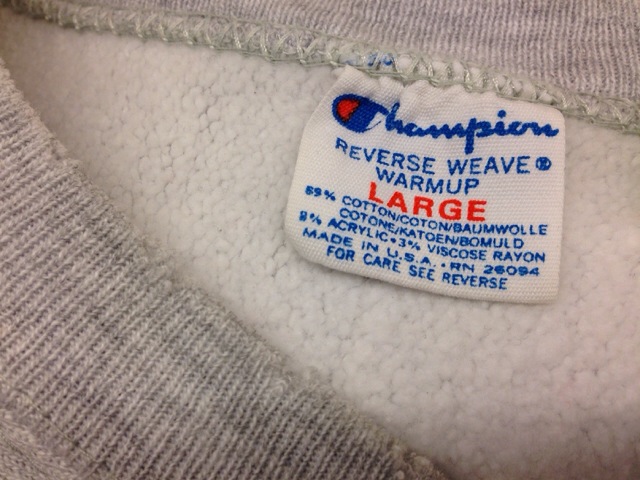 Champion
REVERSE WEAVE®
WARMUP
LARGE
89% COTTON/COTON/BAUMWOLLE
COTONE/KATOEN/BOMULD
8% ACRYLIC•3% VISCOSE RAYON
MADE IN U.S.A.•RN 26094
FOR CARE SEE REVERSE